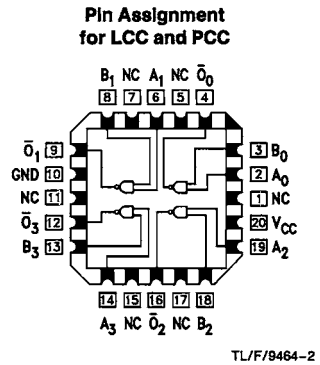 Pin Assignment
for LCC and PCC
B1 NC A1 NC Ō0
8 7 6 5 4
Ō1 9
GND 10
NC 11
Ō3 12
B3 13
3 B0
2 A0
1 NC
20 VCC
19 A2
14 15 16 17 18
A3 NC Ō2 NC B2
TL/F/9464-2